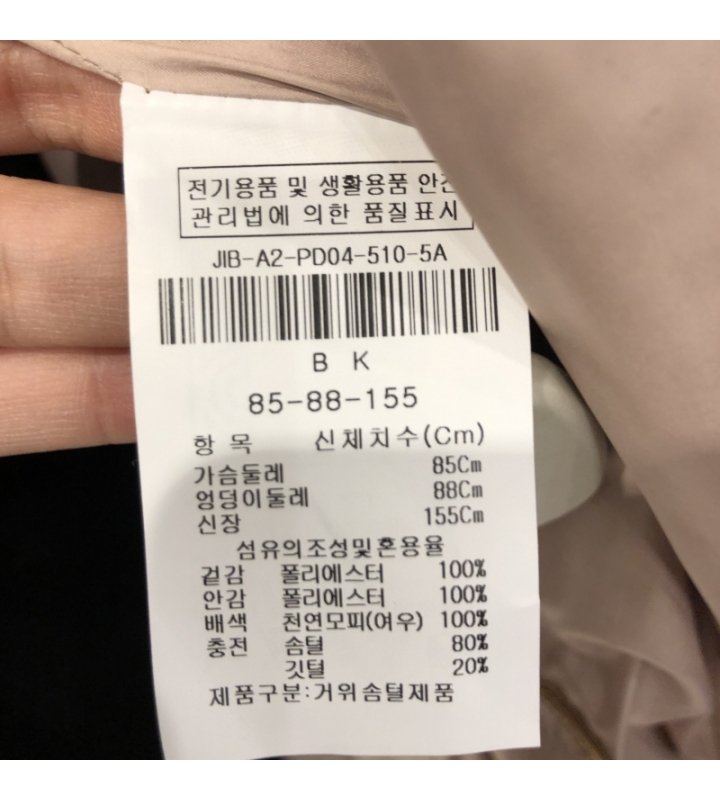 전기용품 및 생활용품 안전
관리법에 의한 품질표시
JIB-A2-PD04-510-5A
B K
85-88-155
항 목 신체치수(Cm)
가슴둘레 85Cm
엉덩이둘레 88Cm
신장 155Cm
섬유의조성및혼용율
겉감 폴리에스터 100%
안감 폴리에스터 100%
배색 천연모피(여우) 100%
충전 솜털 80%
깃털 20%
제품구분:거위솜털제품